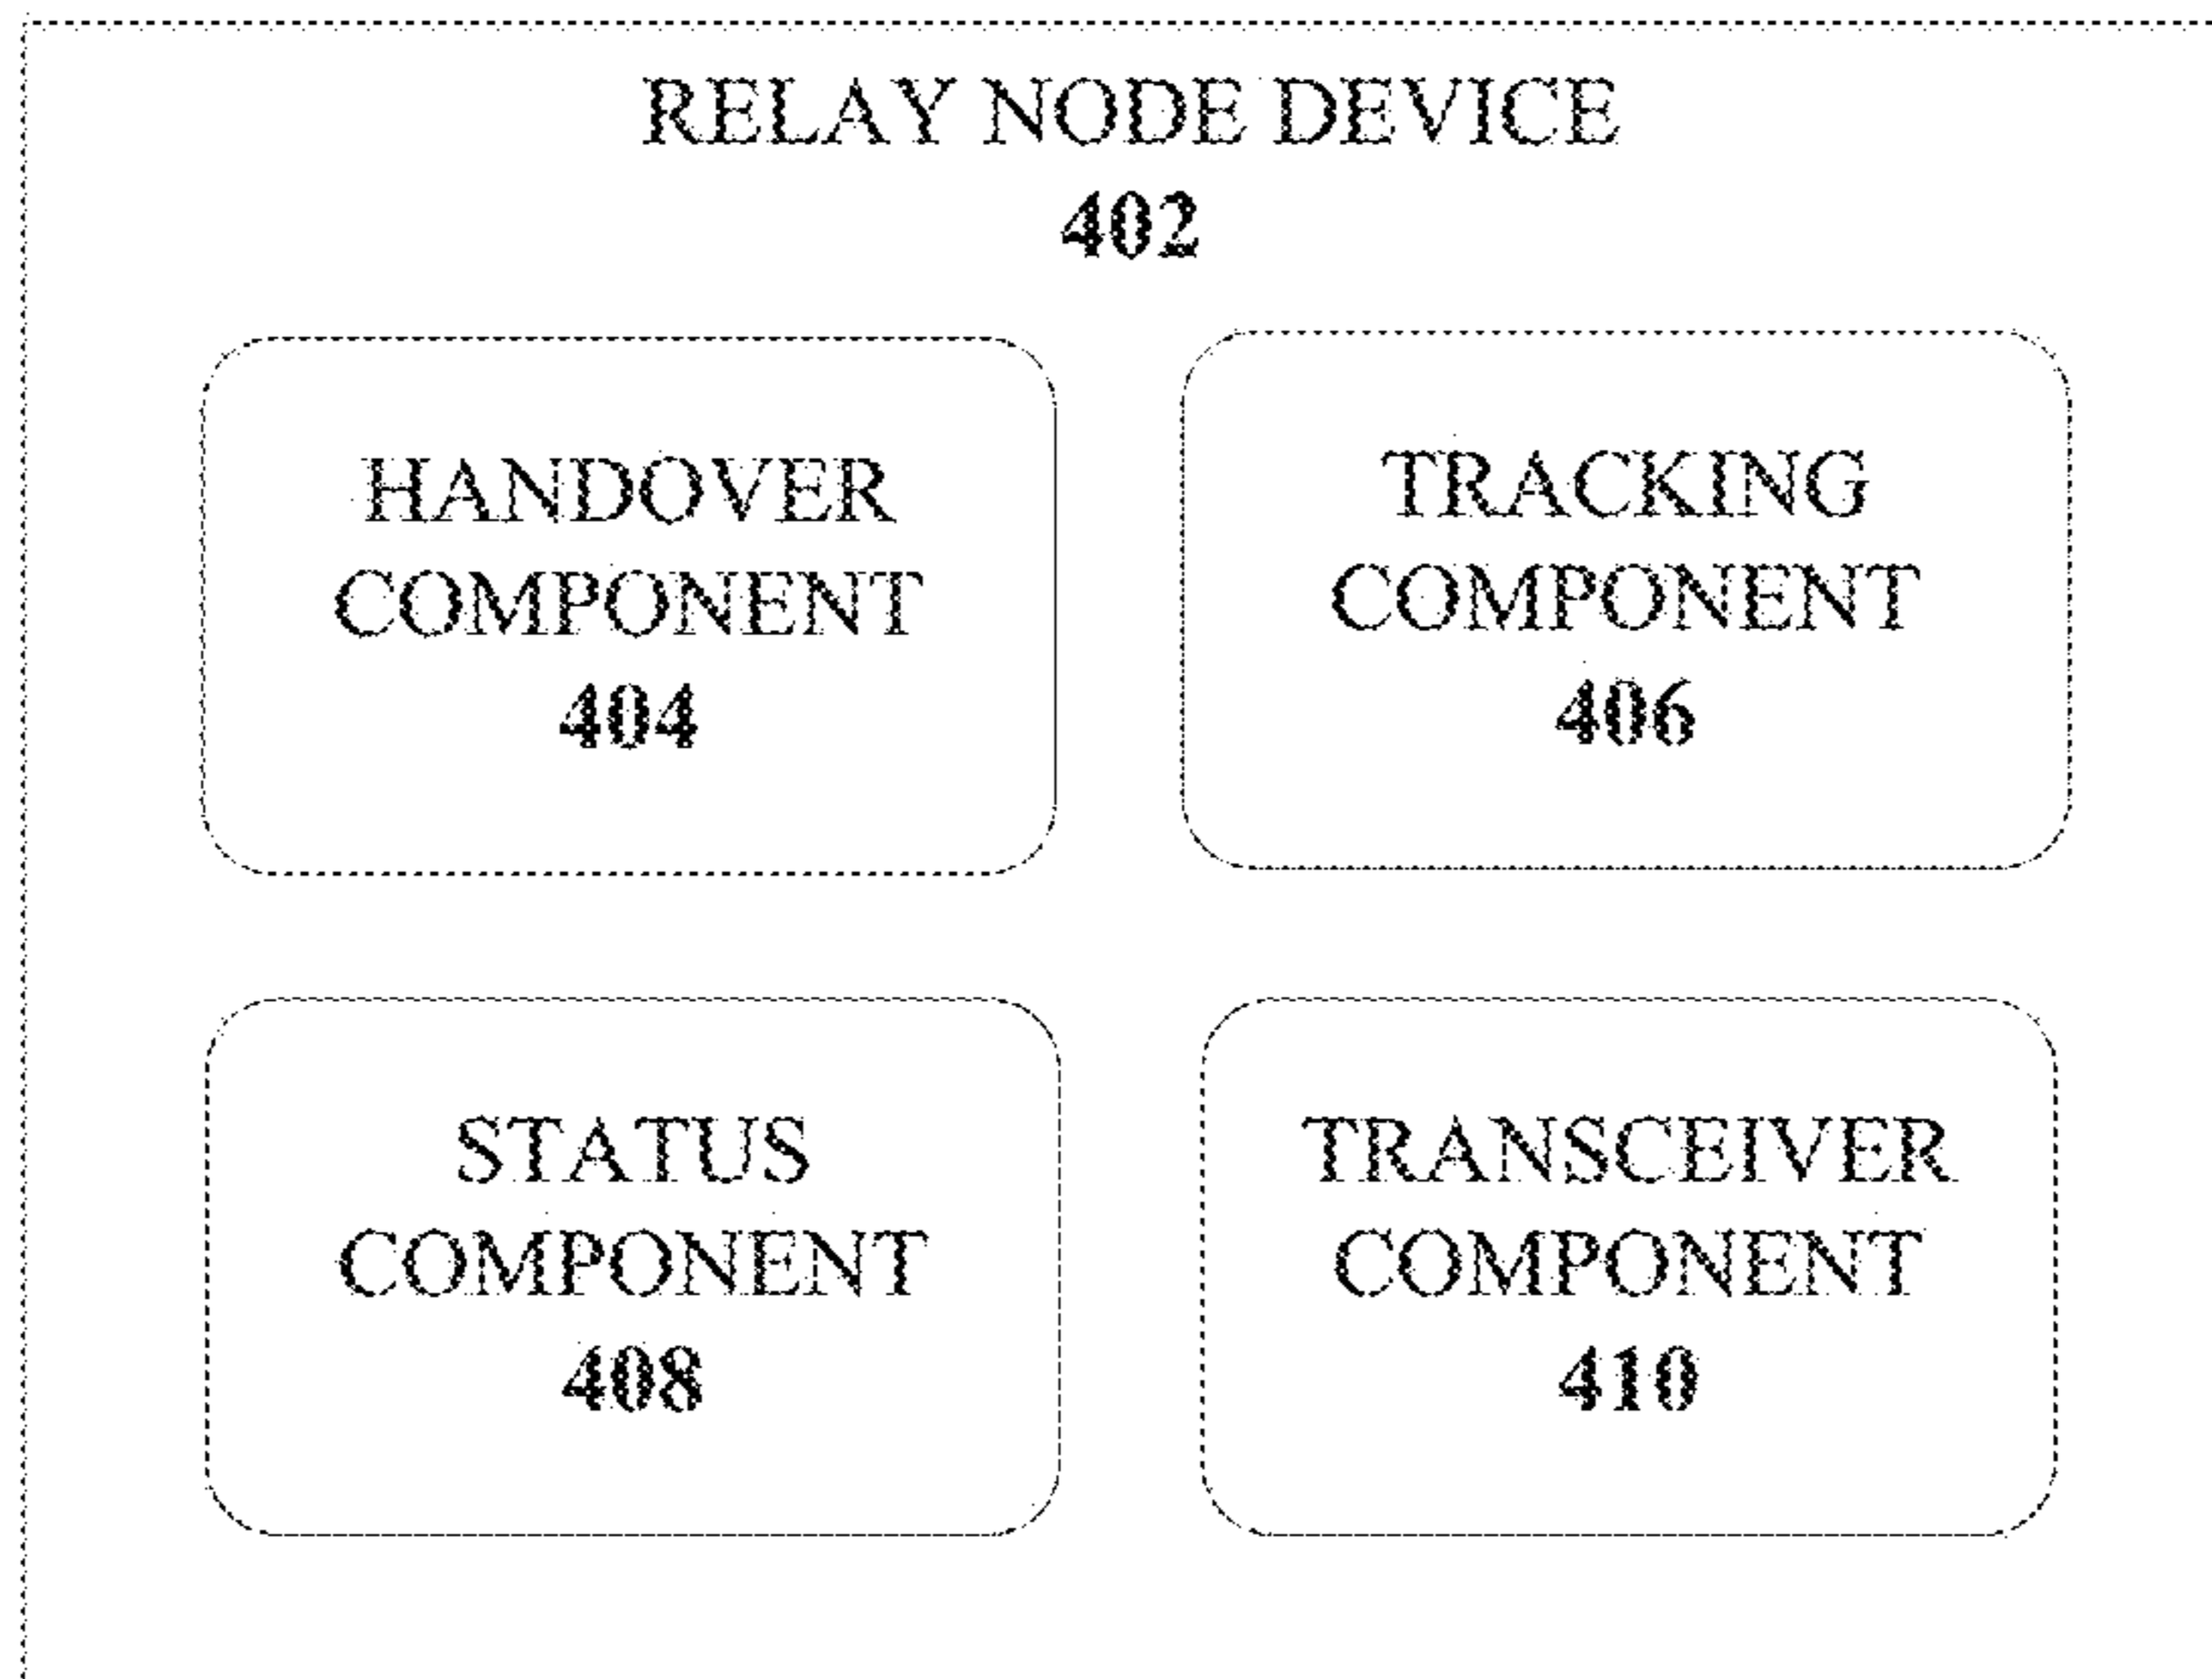 RELAY NODE DEVICE
402
HANDOVER
COMPONENT
404
TRACKING
COMPONENT
406
STATUS
COMPONENT
408
TRANSCEIVER
COMPONENT
410